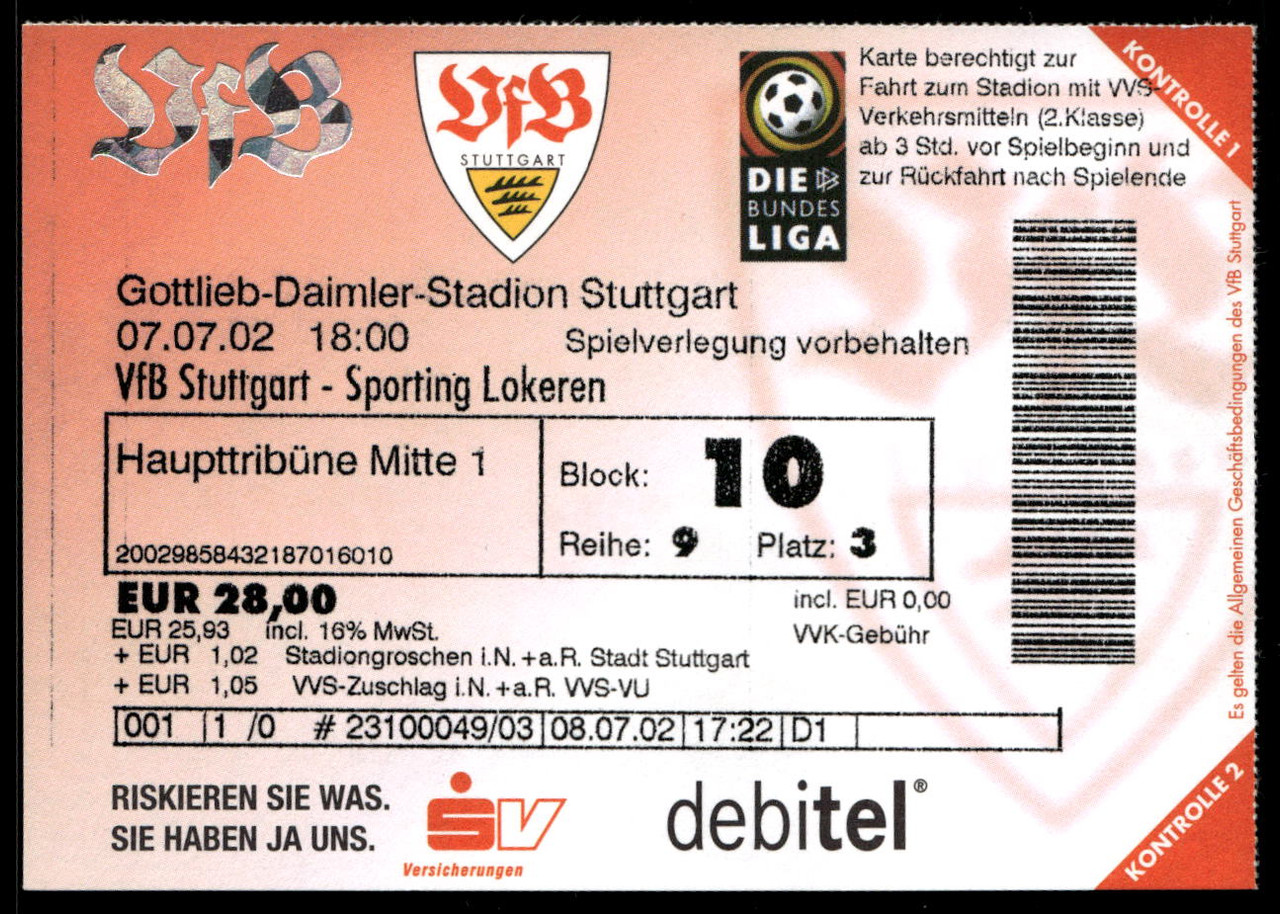 VfB
VfB
STUTTGART
DIE
BUNDES
LIGA
Karte berechtigt zur
Fahrt zum Stadion mit VVS-
Verkehrsmitteln (2.Klasse)
ab 3 Std. vor Spielbeginn und
zur Rückfahrt nach Spielende
KONTROLLE 1
Gottlieb-Daimler-Stadion Stuttgart
07.07.02 18:00 Spielverlegung vorbehalten
VfB Stuttgart - Sporting Lokeren
Haupttribüne Mitte 1
20029858432187016010
Block: 10
Reihe: 9 Platz: 3
EUR 28,00
EUR 25,93 incl. 16% MwSt.
+ EUR 1,02 Stadiongroschen i.N.+a.R. Stadt Stuttgart
+ EUR 1,05 VVS-Zuschlag i.N.+a.R. VVS-VU
incl. EUR 0,00
VVK-Gebühr
001 1 /0 # 23100049/03 08.07.02 17:22 D1
Es gelten die Allgemeinen Geschäftsbedingungen des VfB Stuttgart
RISKIEREN SIE WAS.
SIE HABEN JA UNS.
SV
Versicherungen
debitel®
KONTROLLE 2